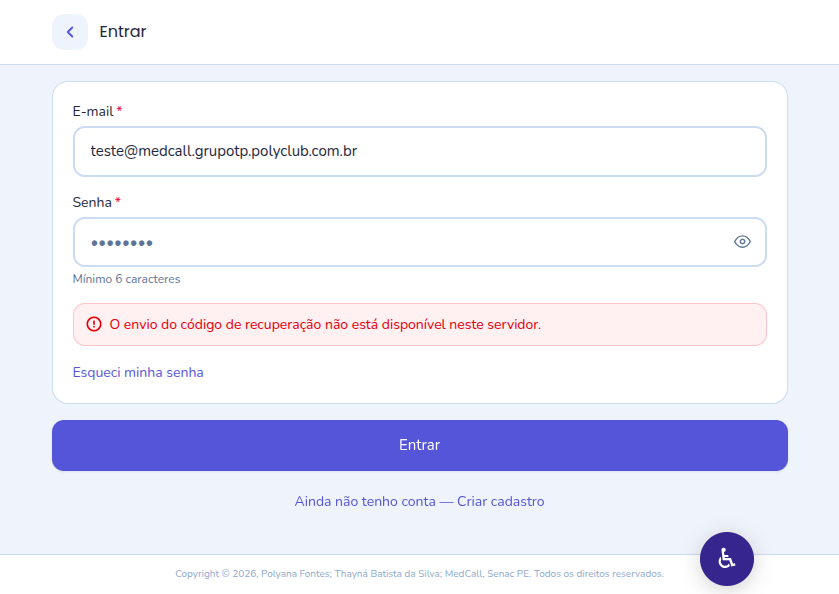 Entrar
E-mail *
teste@medcall.grupotp.polyclub.com.br
Senha *
••••••••
Mínimo 6 caracteres
O envio do código de recuperação não está disponível neste servidor.
Esqueci minha senha
Entrar
Ainda não tenho conta — Criar cadastro
Copyright © 2026, Polyana Fontes; Thayná Batista da Silva; MedCall, Senac PE. Todos os direitos reservados.